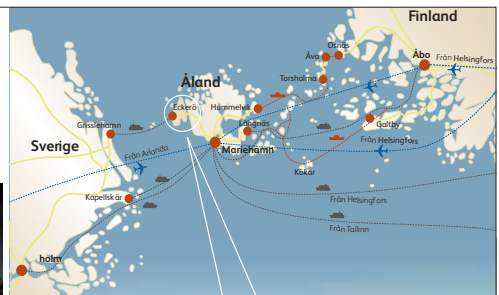 Finland
Osnäs
Åva
Åbo
Från Helsingfors
Torsholma
Åland
Eckerö
Hummelvik
Grisslehamn
Långnäs
Galtby
Sverige
Från Arlanda
Mariehamn
Från Helsingfors
Kökar
Kapellskär
Från Helsingfors
Från Tallinn
holm